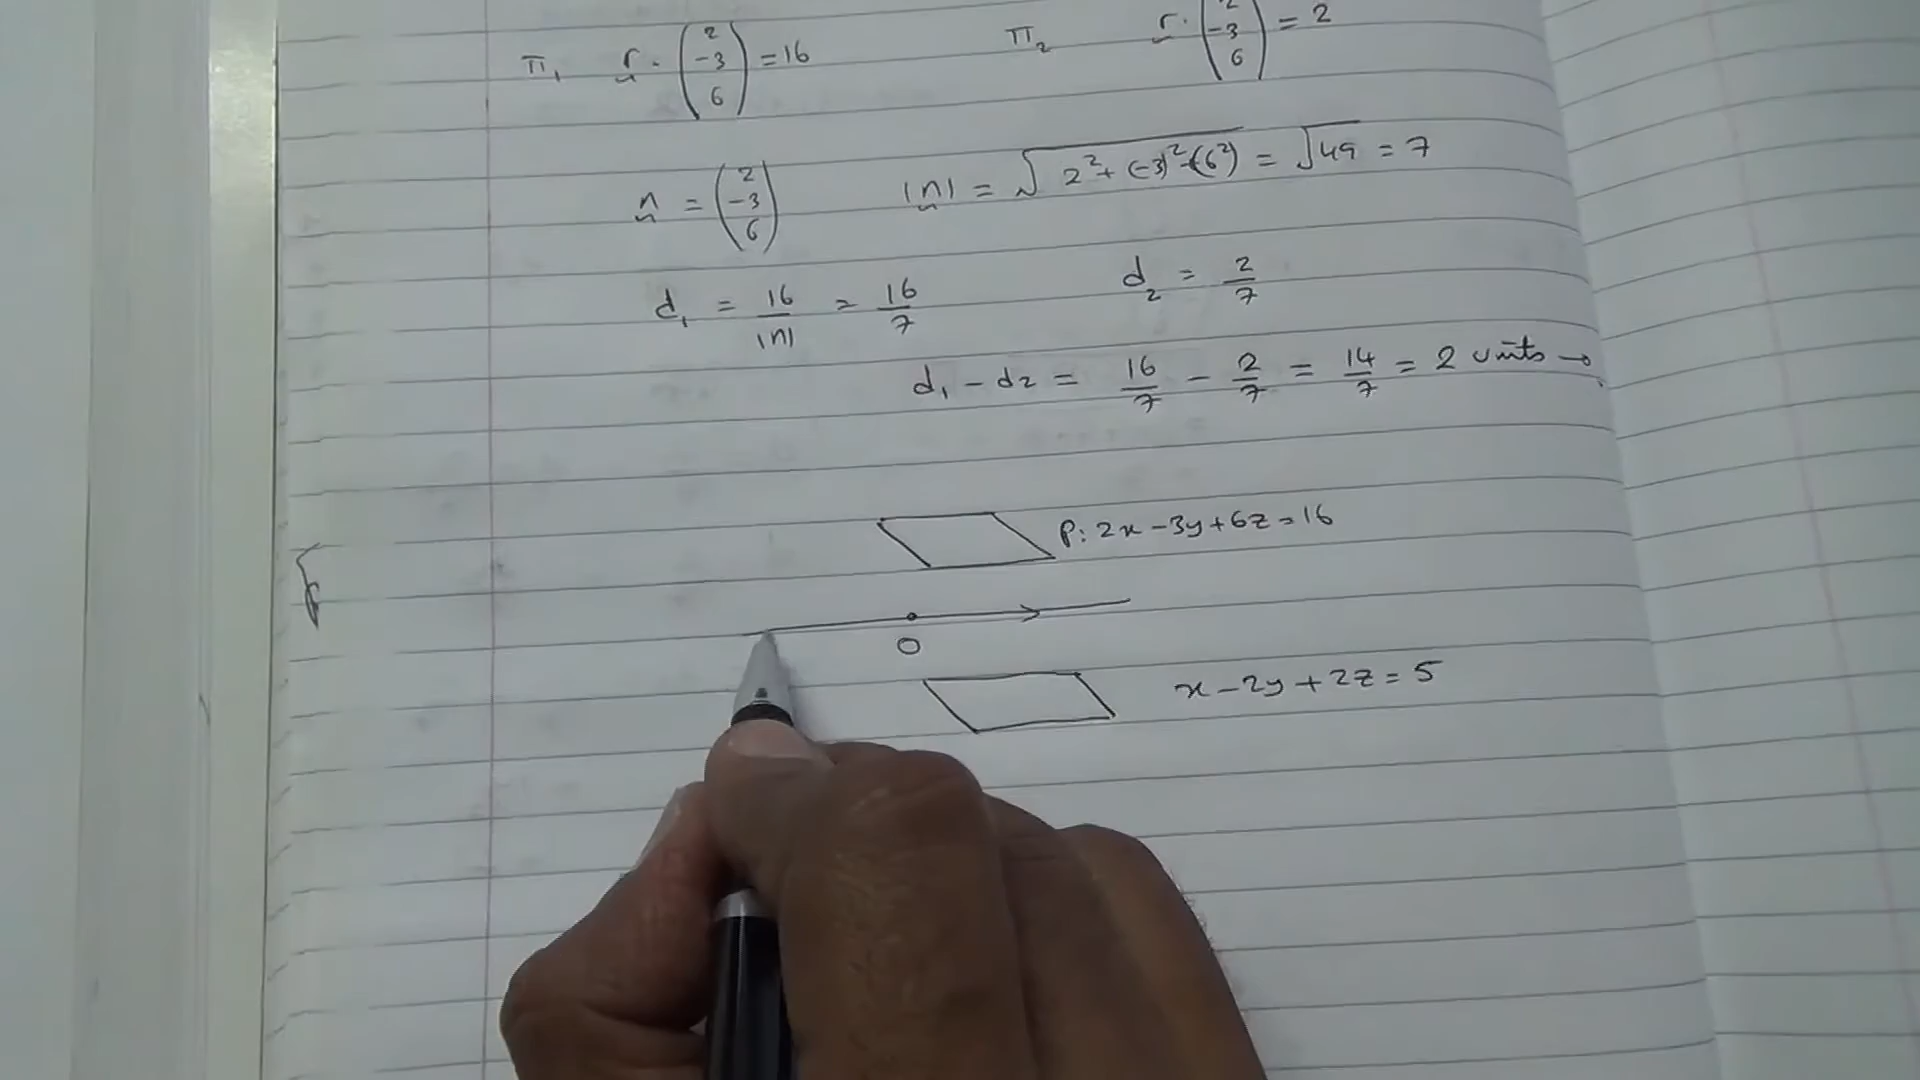 π₁ r · (2 -3 6) = 16 π₂ r · (2 -3 6) = 2
n = (2 -3 6) |n| = √(2² + (-3)² + (6²)) = √49 = 7
d₁ = 16/|n| = 16/7 d₂ = 2/7
d₁ - d₂ = 16/7 - 2/7 = 14/7 = 2 units →
P: 2x - 3y + 6z = 16
O
x - 2y + 2z = 5